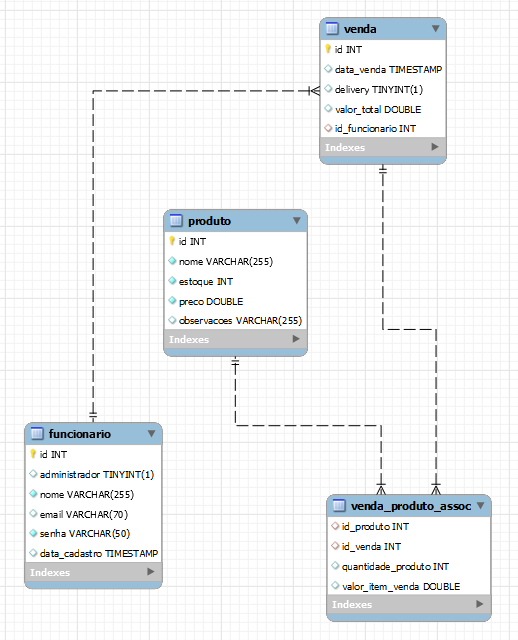 venda
id INT
data_venda TIMESTAMP
delivery TINYINT(1)
valor_total DOUBLE
id_funcionario INT
Indexes
produto
id INT
nome VARCHAR(255)
estoque INT
preco DOUBLE
observacoes VARCHAR(255)
Indexes
funcionario
id INT
administrador TINYINT(1)
nome VARCHAR(255)
email VARCHAR(70)
senha VARCHAR(50)
data_cadastro TIMESTAMP
Indexes
venda_produto_assoc
id_produto INT
id_venda INT
quantidade_produto INT
valor_item_venda DOUBLE
Indexes